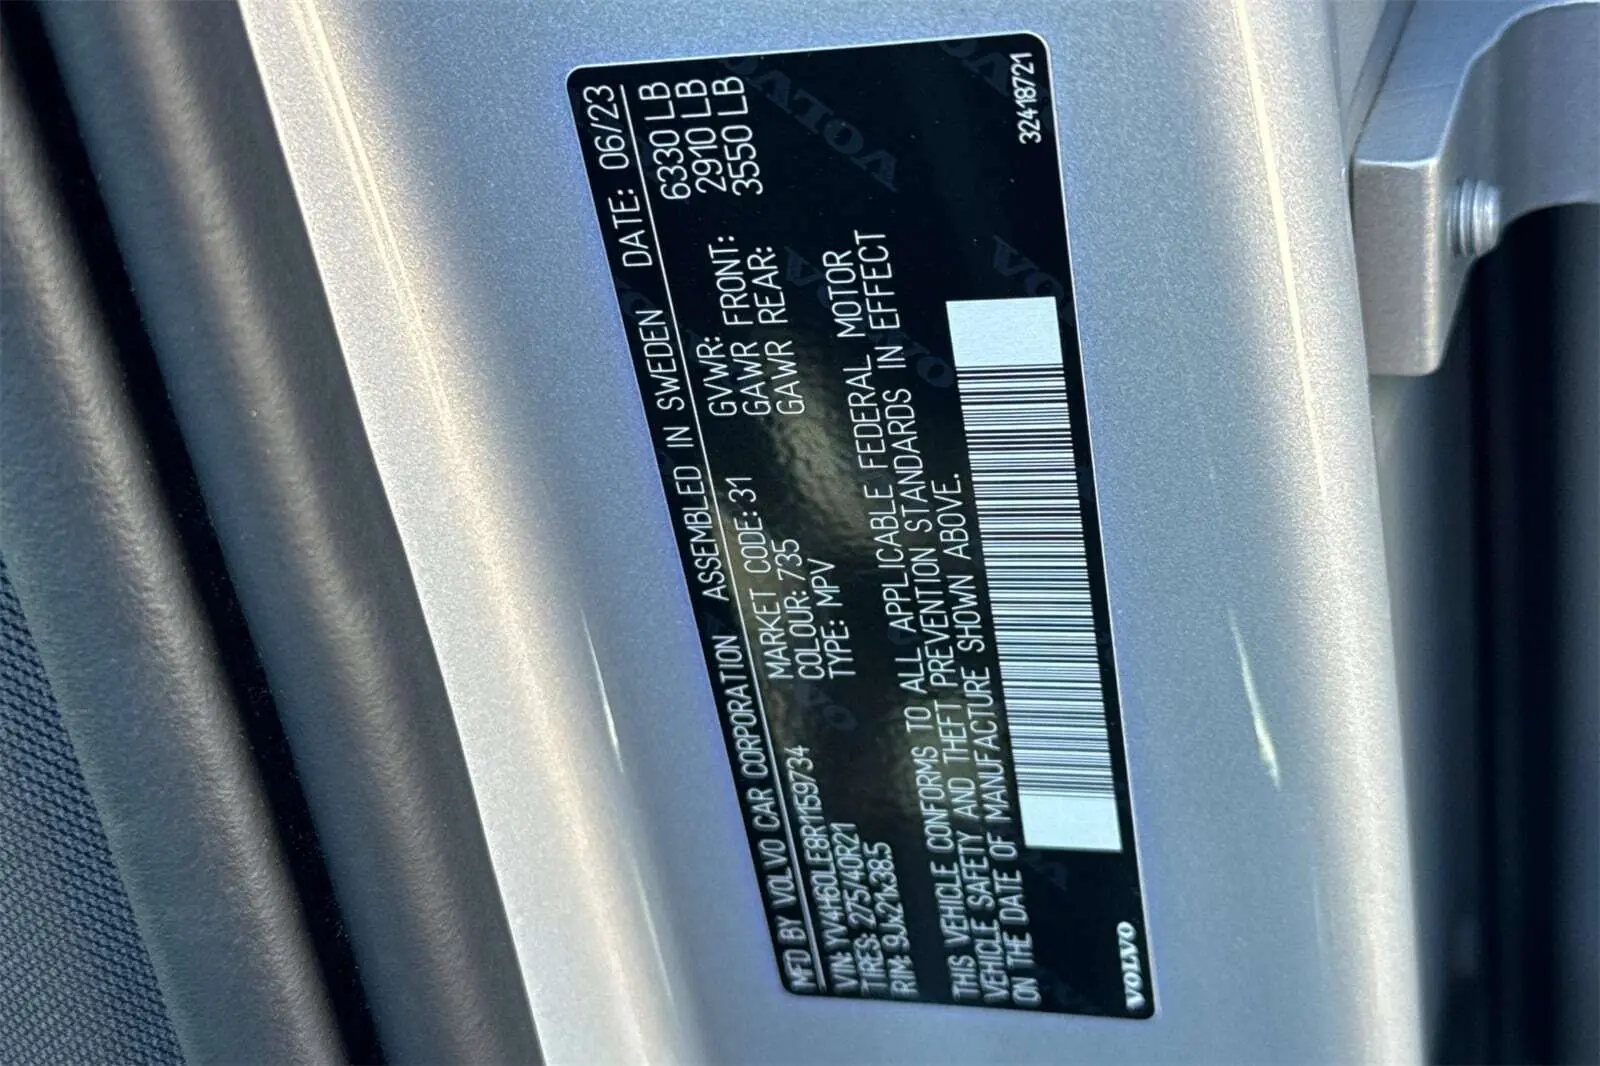 MFD BY VOLVO CAR CORPORATION ASSEMBLED IN SWEDEN DATE: 06/23
VIN: YV4H60LE8R1159734 MARKET CODE: 31 GVWR: 6330 LB
TIRES: 275/40R21 COLOUR: 735 GAWR FRONT: 2910 LB
RIM: 9Jx21x38.5 TYPE: MPV GAWR REAR: 3550 LB
THIS VEHICLE CONFORMS TO ALL APPLICABLE FEDERAL MOTOR
VEHICLE SAFETY AND THEFT PREVENTION STANDARDS IN EFFECT
ON THE DATE OF MANUFACTURE SHOWN ABOVE.
VOLVO 32418721